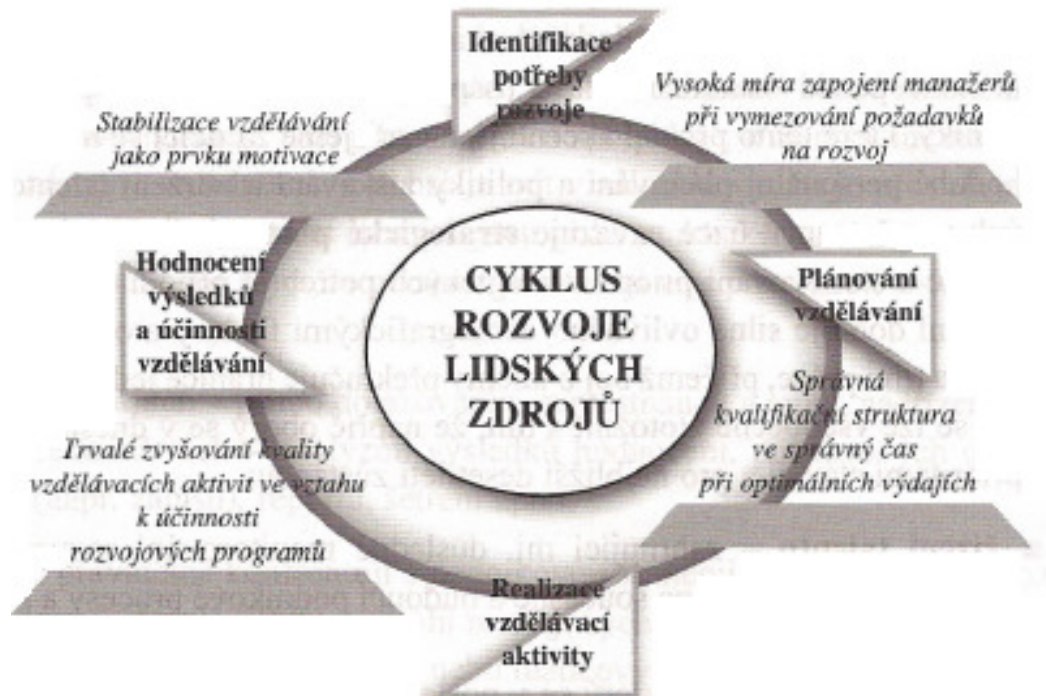 Identifikace
potřeby
rozvoje
Vysoká míra zapojení manažerů
při vymezování požadavků
na rozvoj
Stabilizace vzdělávání
jako prvku motivace
Hodnocení
výsledků
a účinnosti
vzdělávání
CYKLUS
ROZVOJE
LIDSKÝCH
ZDROJŮ
Plánování
vzdělávání
Správná
kvalifikační struktura
ve správný čas
při optimálních výdajích
Trvalé zvyšování kvality
vzdělávacích aktivit ve vztahu
k účinnosti
rozvojových programů
Realizace
vzdělávací
aktivity